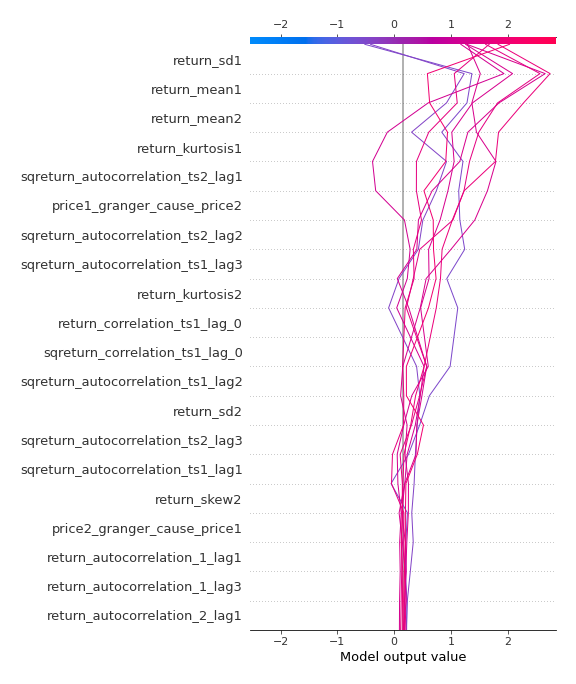 −2 −1 0 1 2
return_sd1
return_mean1
return_mean2
return_kurtosis1
sqreturn_autocorrelation_ts2_lag1
price1_granger_cause_price2
sqreturn_autocorrelation_ts2_lag2
sqreturn_autocorrelation_ts1_lag3
return_kurtosis2
return_correlation_ts1_lag_0
sqreturn_correlation_ts1_lag_0
sqreturn_autocorrelation_ts1_lag2
return_sd2
sqreturn_autocorrelation_ts2_lag3
sqreturn_autocorrelation_ts1_lag1
return_skew2
price2_granger_cause_price1
return_autocorrelation_1_lag1
return_autocorrelation_1_lag3
return_autocorrelation_2_lag1
−2 −1 0 1 2
Model output value